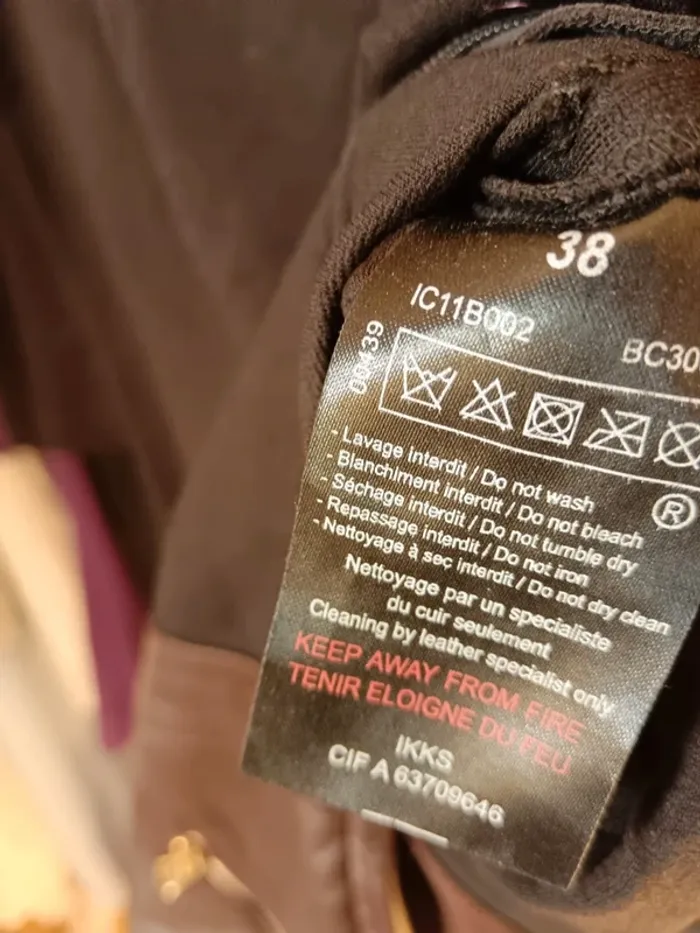 38
IC11B002
BC30
00439
- Lavage interdit / Do not wash
- Blanchiment interdit / Do not bleach
- Séchage interdit / Do not tumble dry
- Repassage interdit / Do not iron
- Nettoyage à sec interdit / Do not dry clean
®
Nettoyage par un specialiste
du cuir seulement
Cleaning by leather specialist only
KEEP AWAY FROM FIRE
TENIR ELOIGNE DU FEU
IKKS
CIF A 63709646